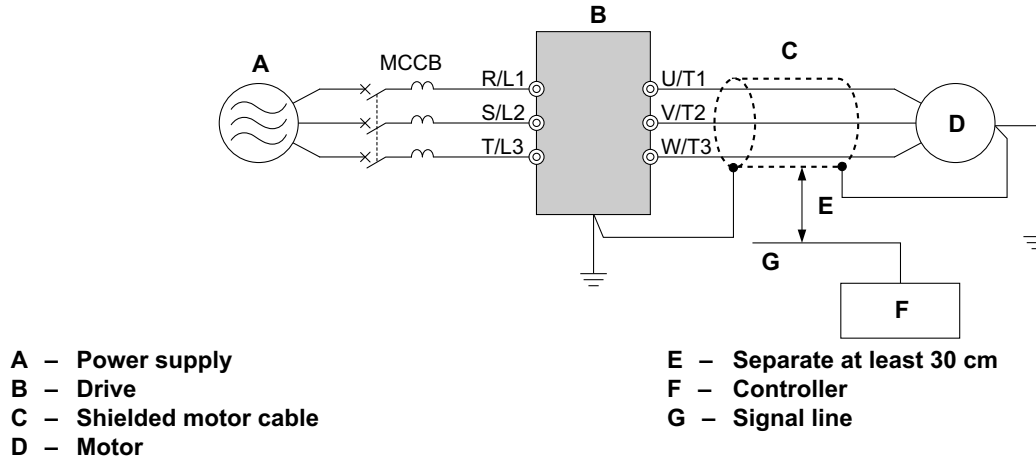 B
A
MCCB
C
R/L1
U/T1
S/L2
V/T2
D
T/L3
W/T3
E
G
F
A – Power supply
B – Drive
C – Shielded motor cable
D – Motor
E – Separate at least 30 cm
F – Controller
G – Signal line